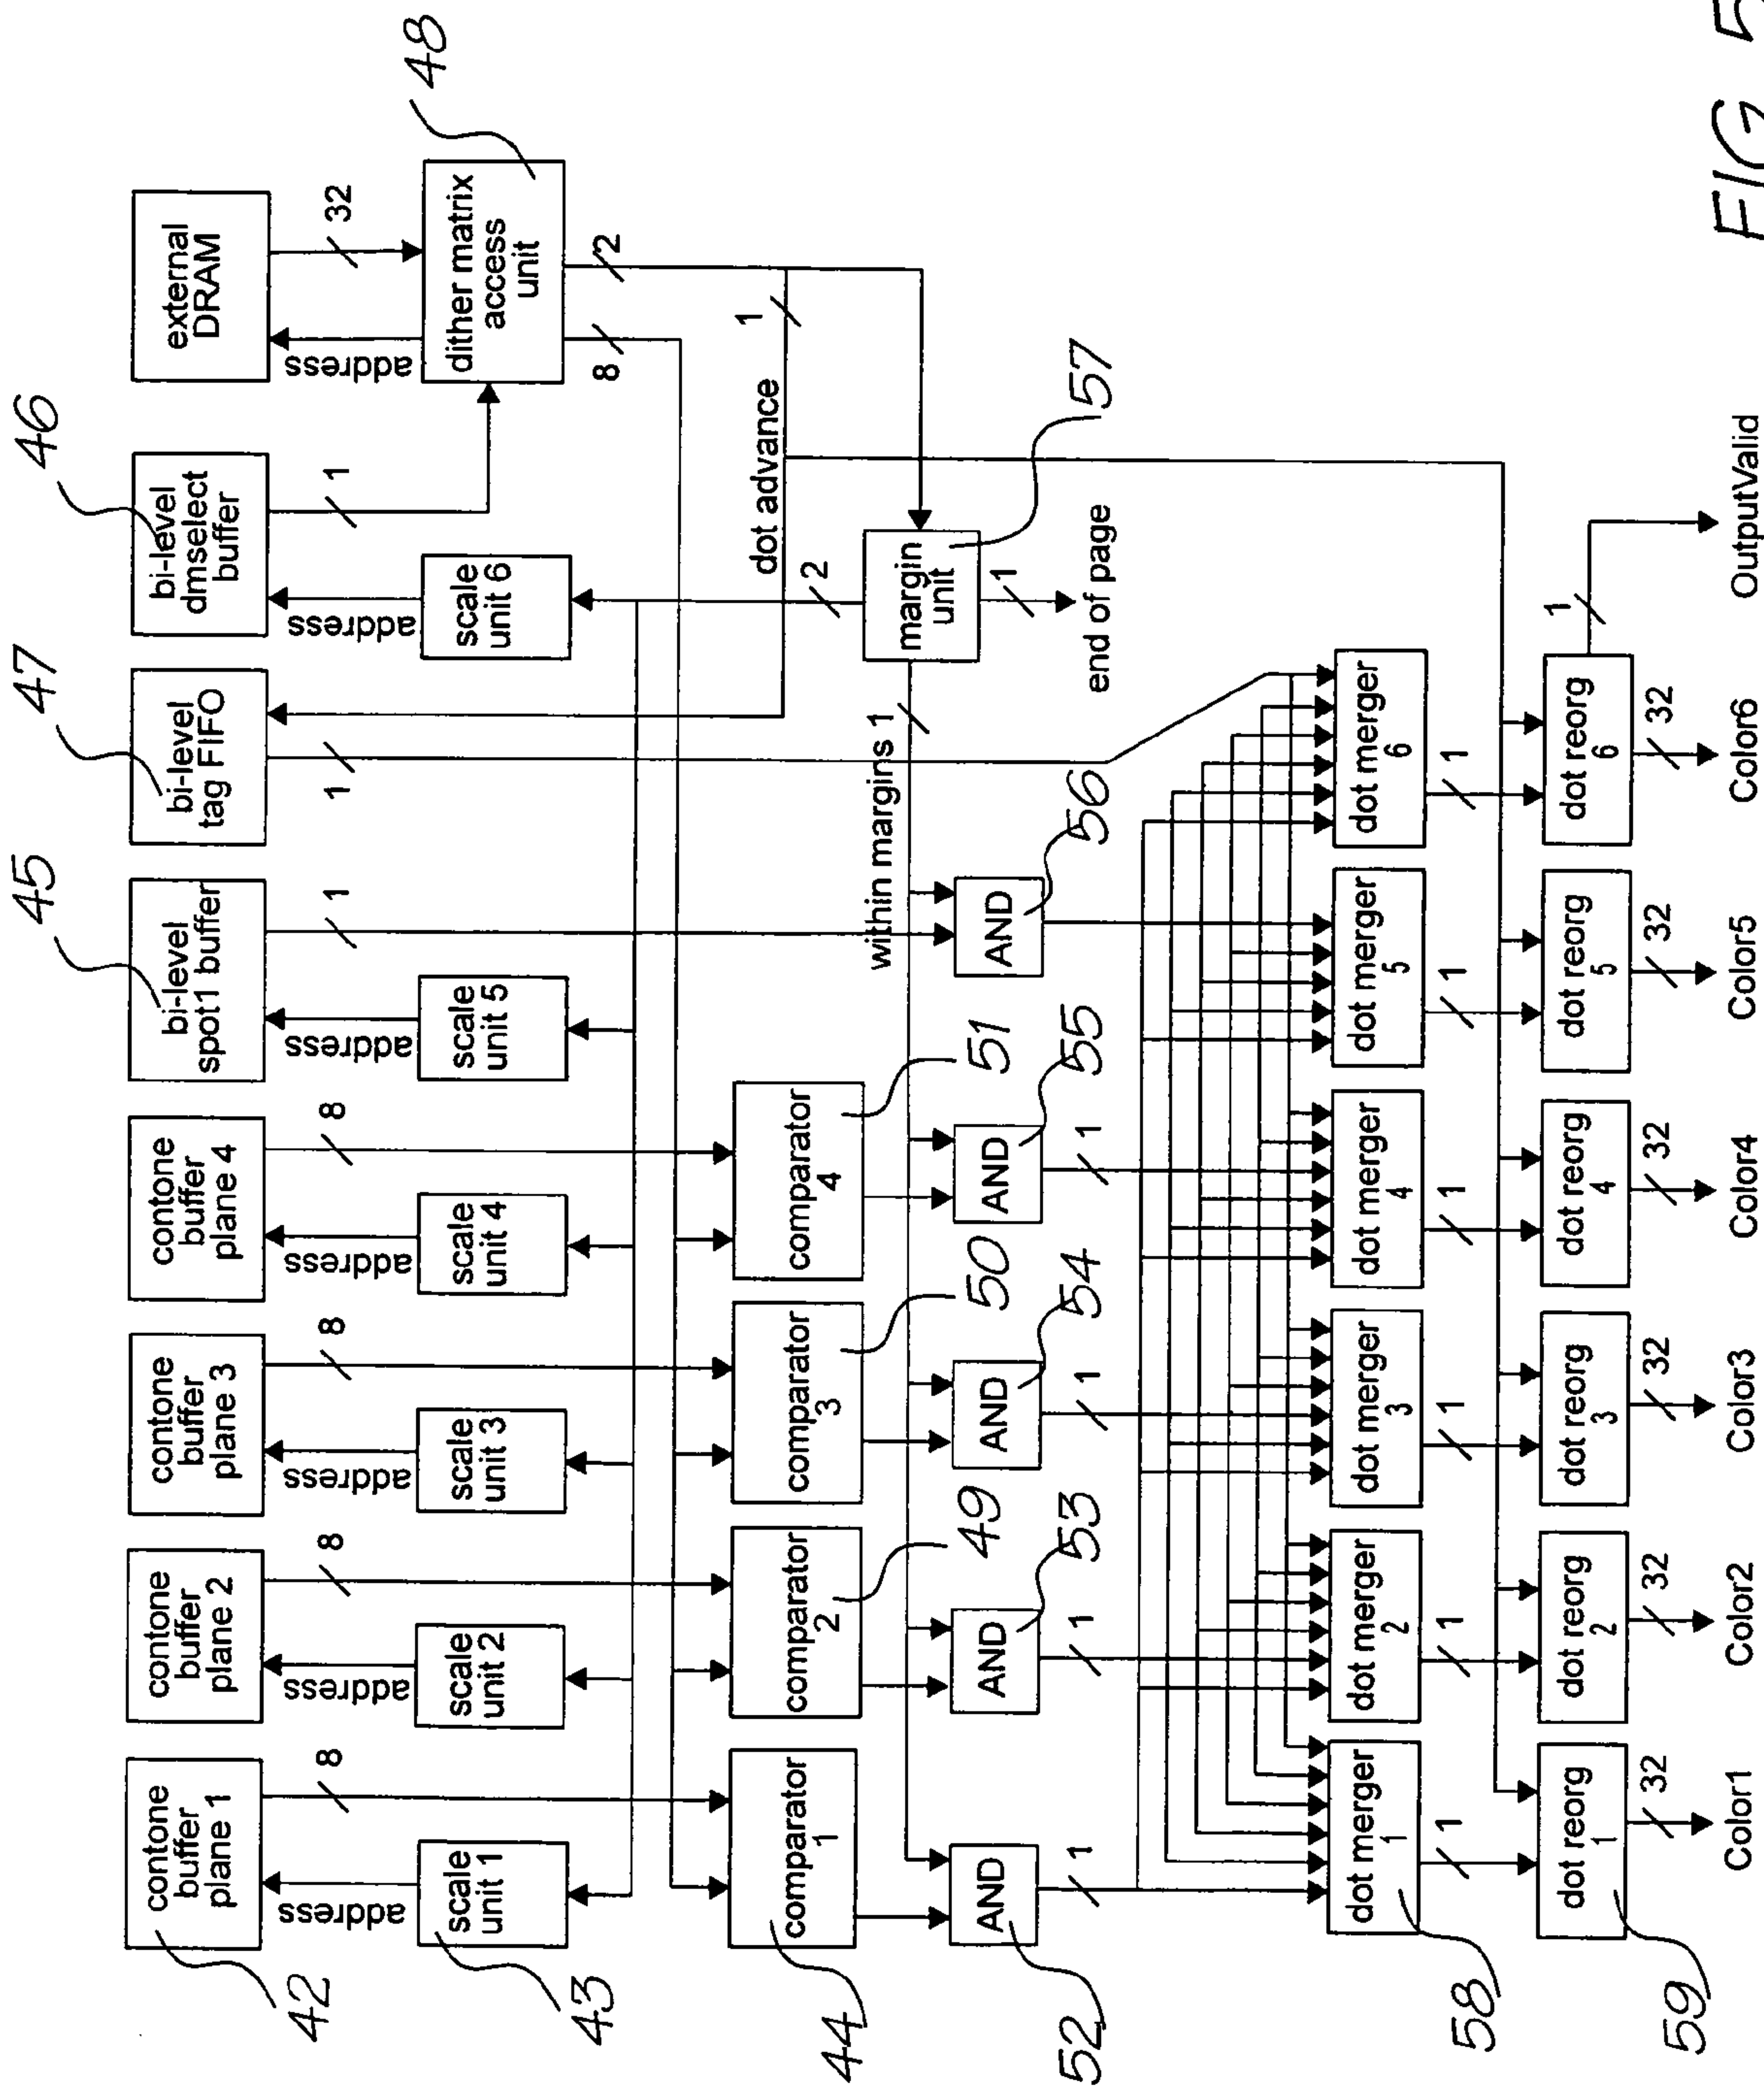 45
47
46
contone
buffer
plane 1
contone
buffer
plane 2
contone
buffer
plane 3
contone
buffer
plane 4
bi-level
spot1 buffer
bi-level
tag FIFO
bi-level
dmselect
buffer
external
DRAM
42
address
8
address
8
address
8
address
8
address
1
1
address
1
address
32
48
scale
unit 1
scale
unit 2
scale
unit 3
scale
unit 4
scale
unit 5
scale
unit 6
dither matrix
access
unit
43
8
2
comparator
1
comparator
2
comparator
3
comparator
4
dot advance
1
2
44
49
50
51
within margins 1
margin
unit
57
AND
AND
AND
AND
AND
52
53
54
55
56
1
1
1
1
1
end of page
dot merger
1
dot merger
2
dot merger
3
dot merger
4
dot merger
5
dot merger
6
58
1
1
1
1
1
1
dot reorg
1
dot reorg
2
dot reorg
3
dot reorg
4
dot reorg
5
dot reorg
6
1
59
32
32
32
32
32
32
Color1
Color2
Color3
Color4
Color5
Color6
OutputValid
FIG 5